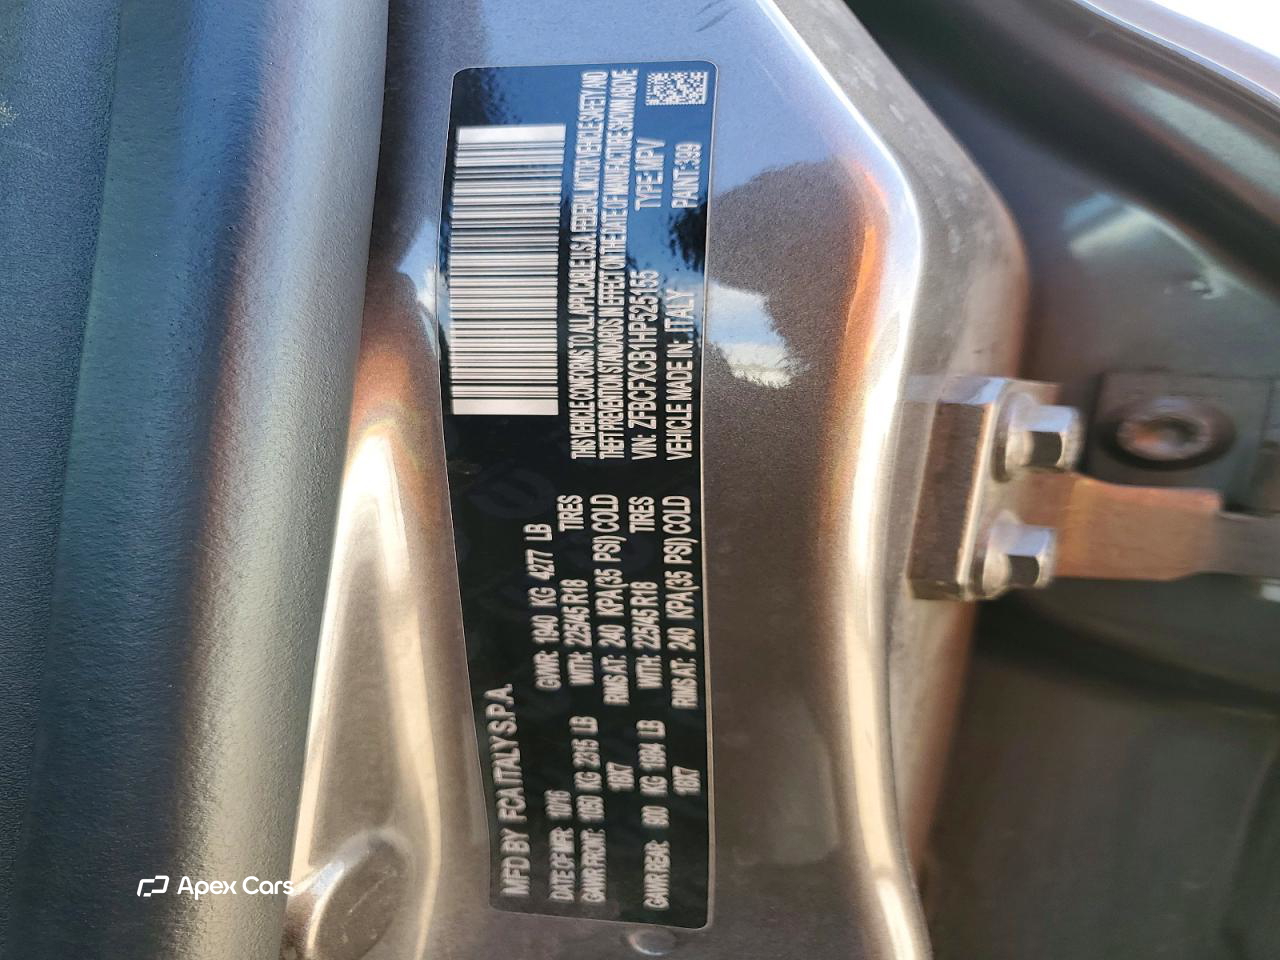 MFD BY FCA ITALY S.P.A.
DATE OF MFR: 10/16 GVWR: 1940 KG 4277 LB
GAWR FRONT: 1050 KG 2315 LB WITH: 225/45 R18 TIRES
18X7 RIMS AT: 240 KPA(35 PSI) COLD
GAWR REAR: 900 KG 1984 LB WITH: 225/45 R18 TIRES
18X7 RIMS AT: 240 KPA(35 PSI) COLD
THIS VEHICLE CONFORMS TO ALL APPLICABLE U.S.A. FEDERAL MOTOR VEHICLE SAFETY AND
THEFT PREVENTION STANDARDS IN EFFECT ON THE DATE OF MANUFACTURE SHOWN ABOVE
VIN: ZFBCFXCB1HP525155 TYPE: MPV
VEHICLE MADE IN: ITALY PAINT: 399
Apex Cars